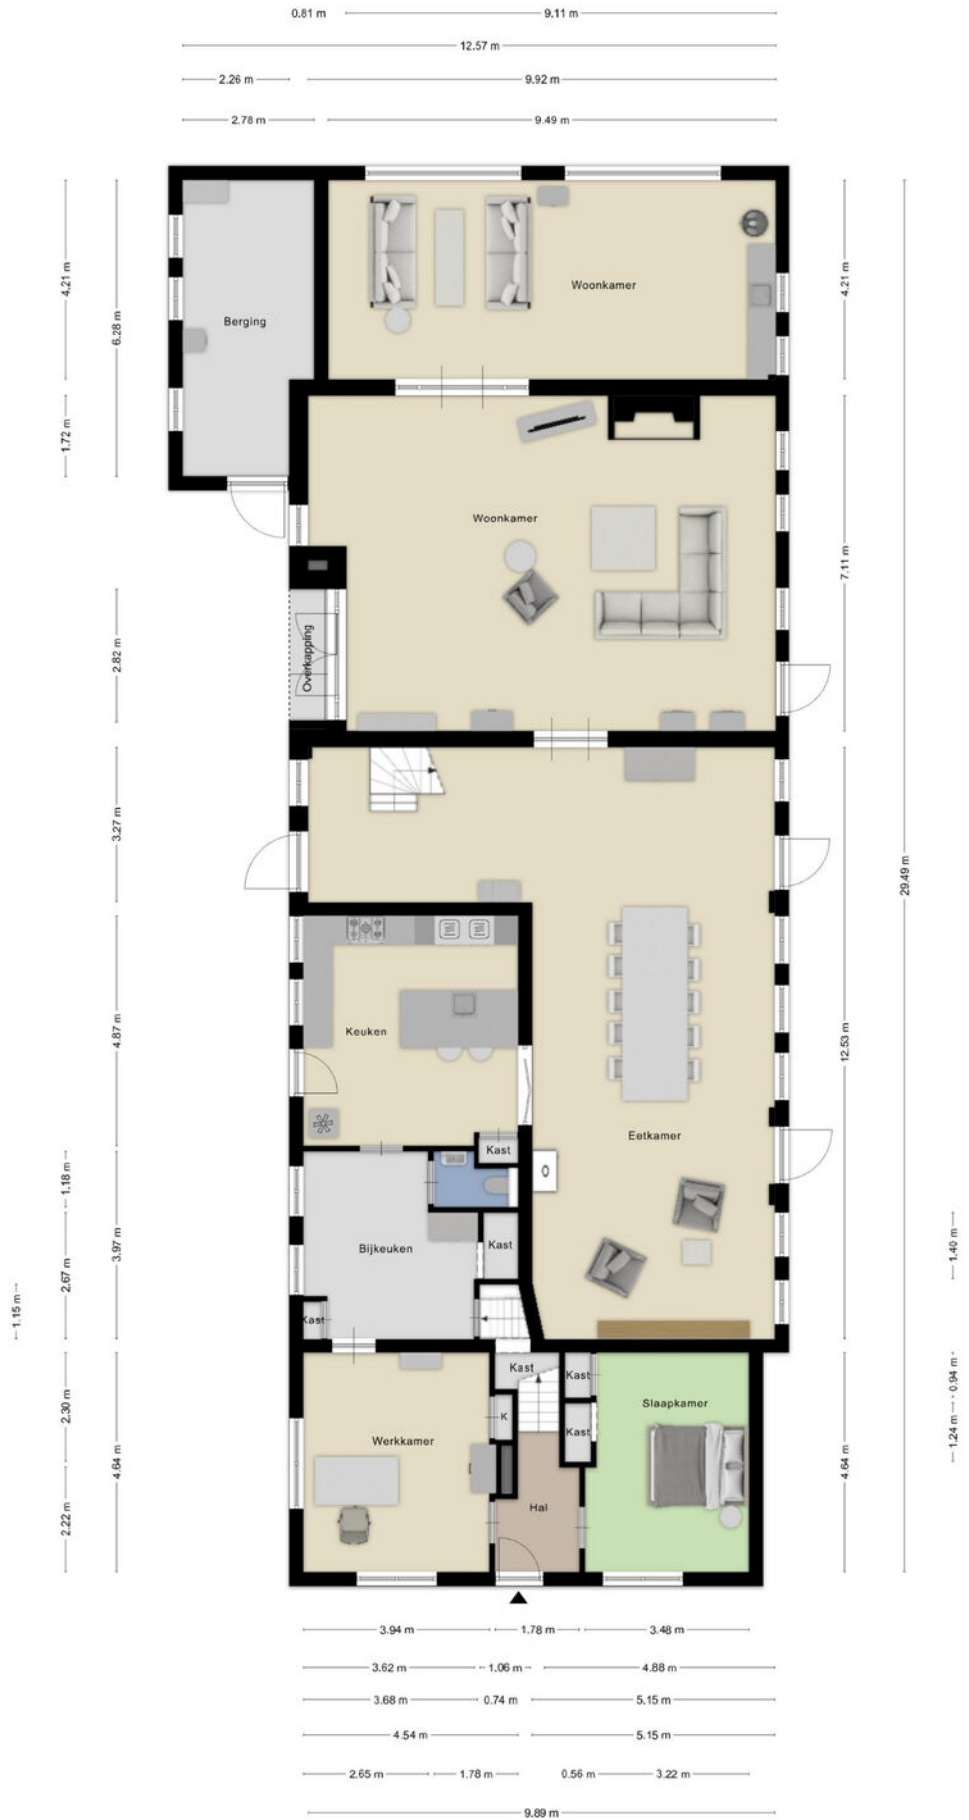 0.81 m 9.11 m
12.57 m
2.26 m 9.92 m
2.78 m 9.49 m
4.21 m
6.28 m
1.72 m
4.21 m
Woonkamer
Berging
Woonkamer
7.11 m
2.82 m
Overkapping
3.27 m
29.49 m
4.87 m
Keuken
12.53 m
Eetkamer
Kast
1.18 m
3.97 m
2.67 m
Bijkeuken
Kast
Kast
1.15 m
1.40 m
Kast
Kast
Slaapkamer
K
Kast
Werkkamer
2.30 m
4.64 m
2.22 m
Hal
4.64 m
0.94 m
1.24 m
3.94 m 1.78 m 3.48 m
3.62 m 1.06 m 4.88 m
3.68 m 0.74 m 5.15 m
4.54 m 5.15 m
2.65 m 1.78 m 0.56 m 3.22 m
9.89 m